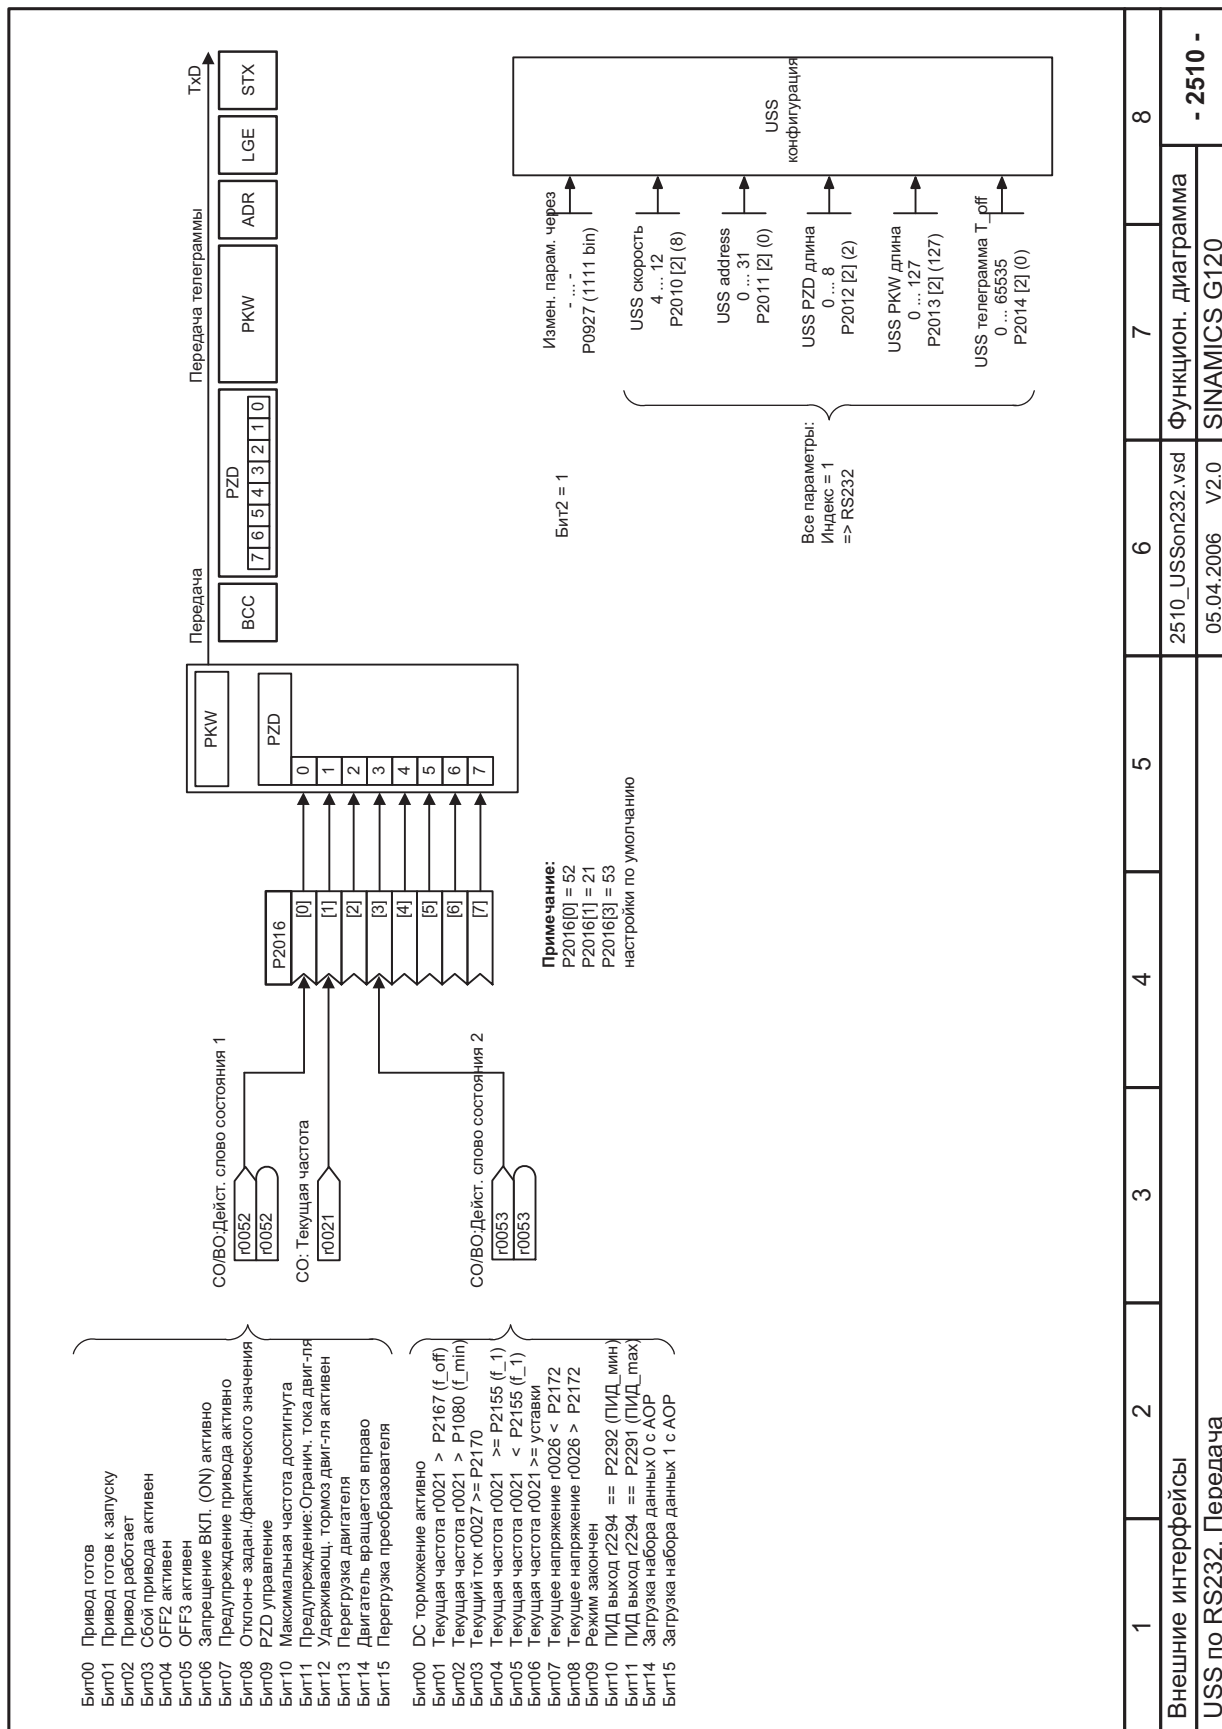 Бит00 Привод готов
Бит01 Привод готов к запуску
Бит02 Привод работает
Бит03 Сбой привода активен
Бит04 OFF2 активен
Бит05 OFF3 активен
Бит06 Запрещение ВКЛ. (ON) активно
Бит07 Предупреждение привода активно
Бит08 Отклон-е задан./фактического значения
Бит09 PZD управление
Бит10 Максимальная частота достигнута
Бит11 Предупреждение:Огранич. тока двиг-ля
Бит12 Удерживающ. тормоз двиг-ля активен
Бит13 Перегрузка двигателя
Бит14 Двигатель вращается вправо
Бит15 Перегрузка преобразователя
Бит00 DC торможение активно
Бит01 Текущая частота r0021 > P2167 (f_off)
Бит02 Текущая частота r0021 > P1080 (f_min)
Бит03 Текущий ток r0027 >= P2170
Бит04 Текущая частота r0021 >= P2155 (f_1)
Бит05 Текущая частота r0021 < P2155 (f_1)
Бит06 Текущая частота r0021 >= уставки
Бит07 Текущее напряжение r0026 < P2172
Бит08 Текущее напряжение r0026 > P2172
Бит09 Режим закончен
Бит10 ПИД выход r2294 == P2292 (ПИД_мин)
Бит11 ПИД выход r2294 == P2291 (ПИД_max)
Бит14 Загрузка набора данных 0 с AOP
Бит15 Загрузка набора данных 1 с AOP
CO/BO:Дейст. слово состояния 1
r0052
r0052
CO: Текущая частота
r0021
CO/BO:Дейст. слово состояния 2
r0053
r0053
P2016
[0]
[1]
[2]
[3]
[4]
[5]
[6]
[7]
Примечание:
P2016[0] = 52
P2016[1] = 21
P2016[3] = 53
настройки по умолчанию
PKW
PZD
0
1
2
3
4
5
6
7
Передача Передача телеграммы TxD
BCC
PZD
7 6 5 4 3 2 1 0
PKW
ADR
LGE
STX
Бит2 = 1
Измен. парам. через
- ... -
P0927 (1111 bin)
USS скорость
4 ... 12
P2010 [2] (8)
USS address
0 ... 31
P2011 [2] (0)
USS PZD длина
0 ... 8
P2012 [2] (2)
USS PKW длина
0 ... 127
P2013 [2] (127)
USS телеграмма T_off
0 ... 65535
P2014 [2] (0)
Все параметры:
Индекс = 1
=> RS232
USS
конфигурация
1 2 3 4 5 6 7 8
Внешние интерфейсы
2510_USSon232.vsd
Функцион. диаграмма
- 2510 -
USS по RS232, Передача
05.04.2006 V2.0
SINAMICS G120